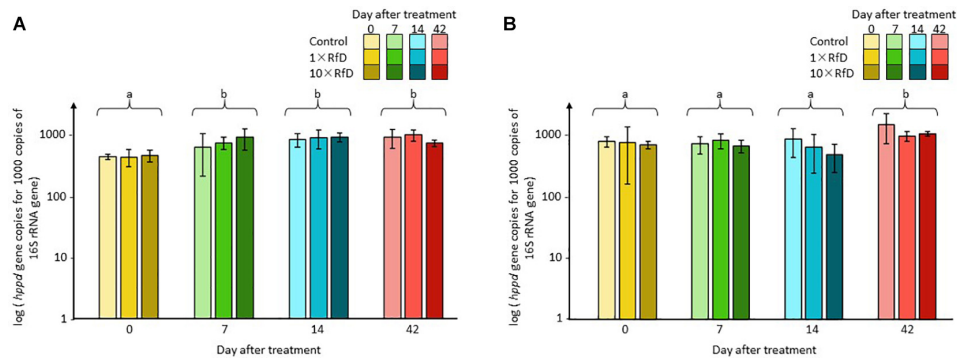 A
Day after treatment
0 7 14 42
Control
1×RfD
10×RfD
a b b b
log ( hppd gene copies for 1000 copies of
16S rRNA gene)
1000
100
10
1
0 7 14 42
Day after treatment
B
Day after treatment
0 7 14 42
Control
1×RfD
10×RfD
a a a b
log ( hppd gene copies for 1000 copies of
16S rRNA gene)
1000
100
10
1
0 7 14 42
Day after treatment